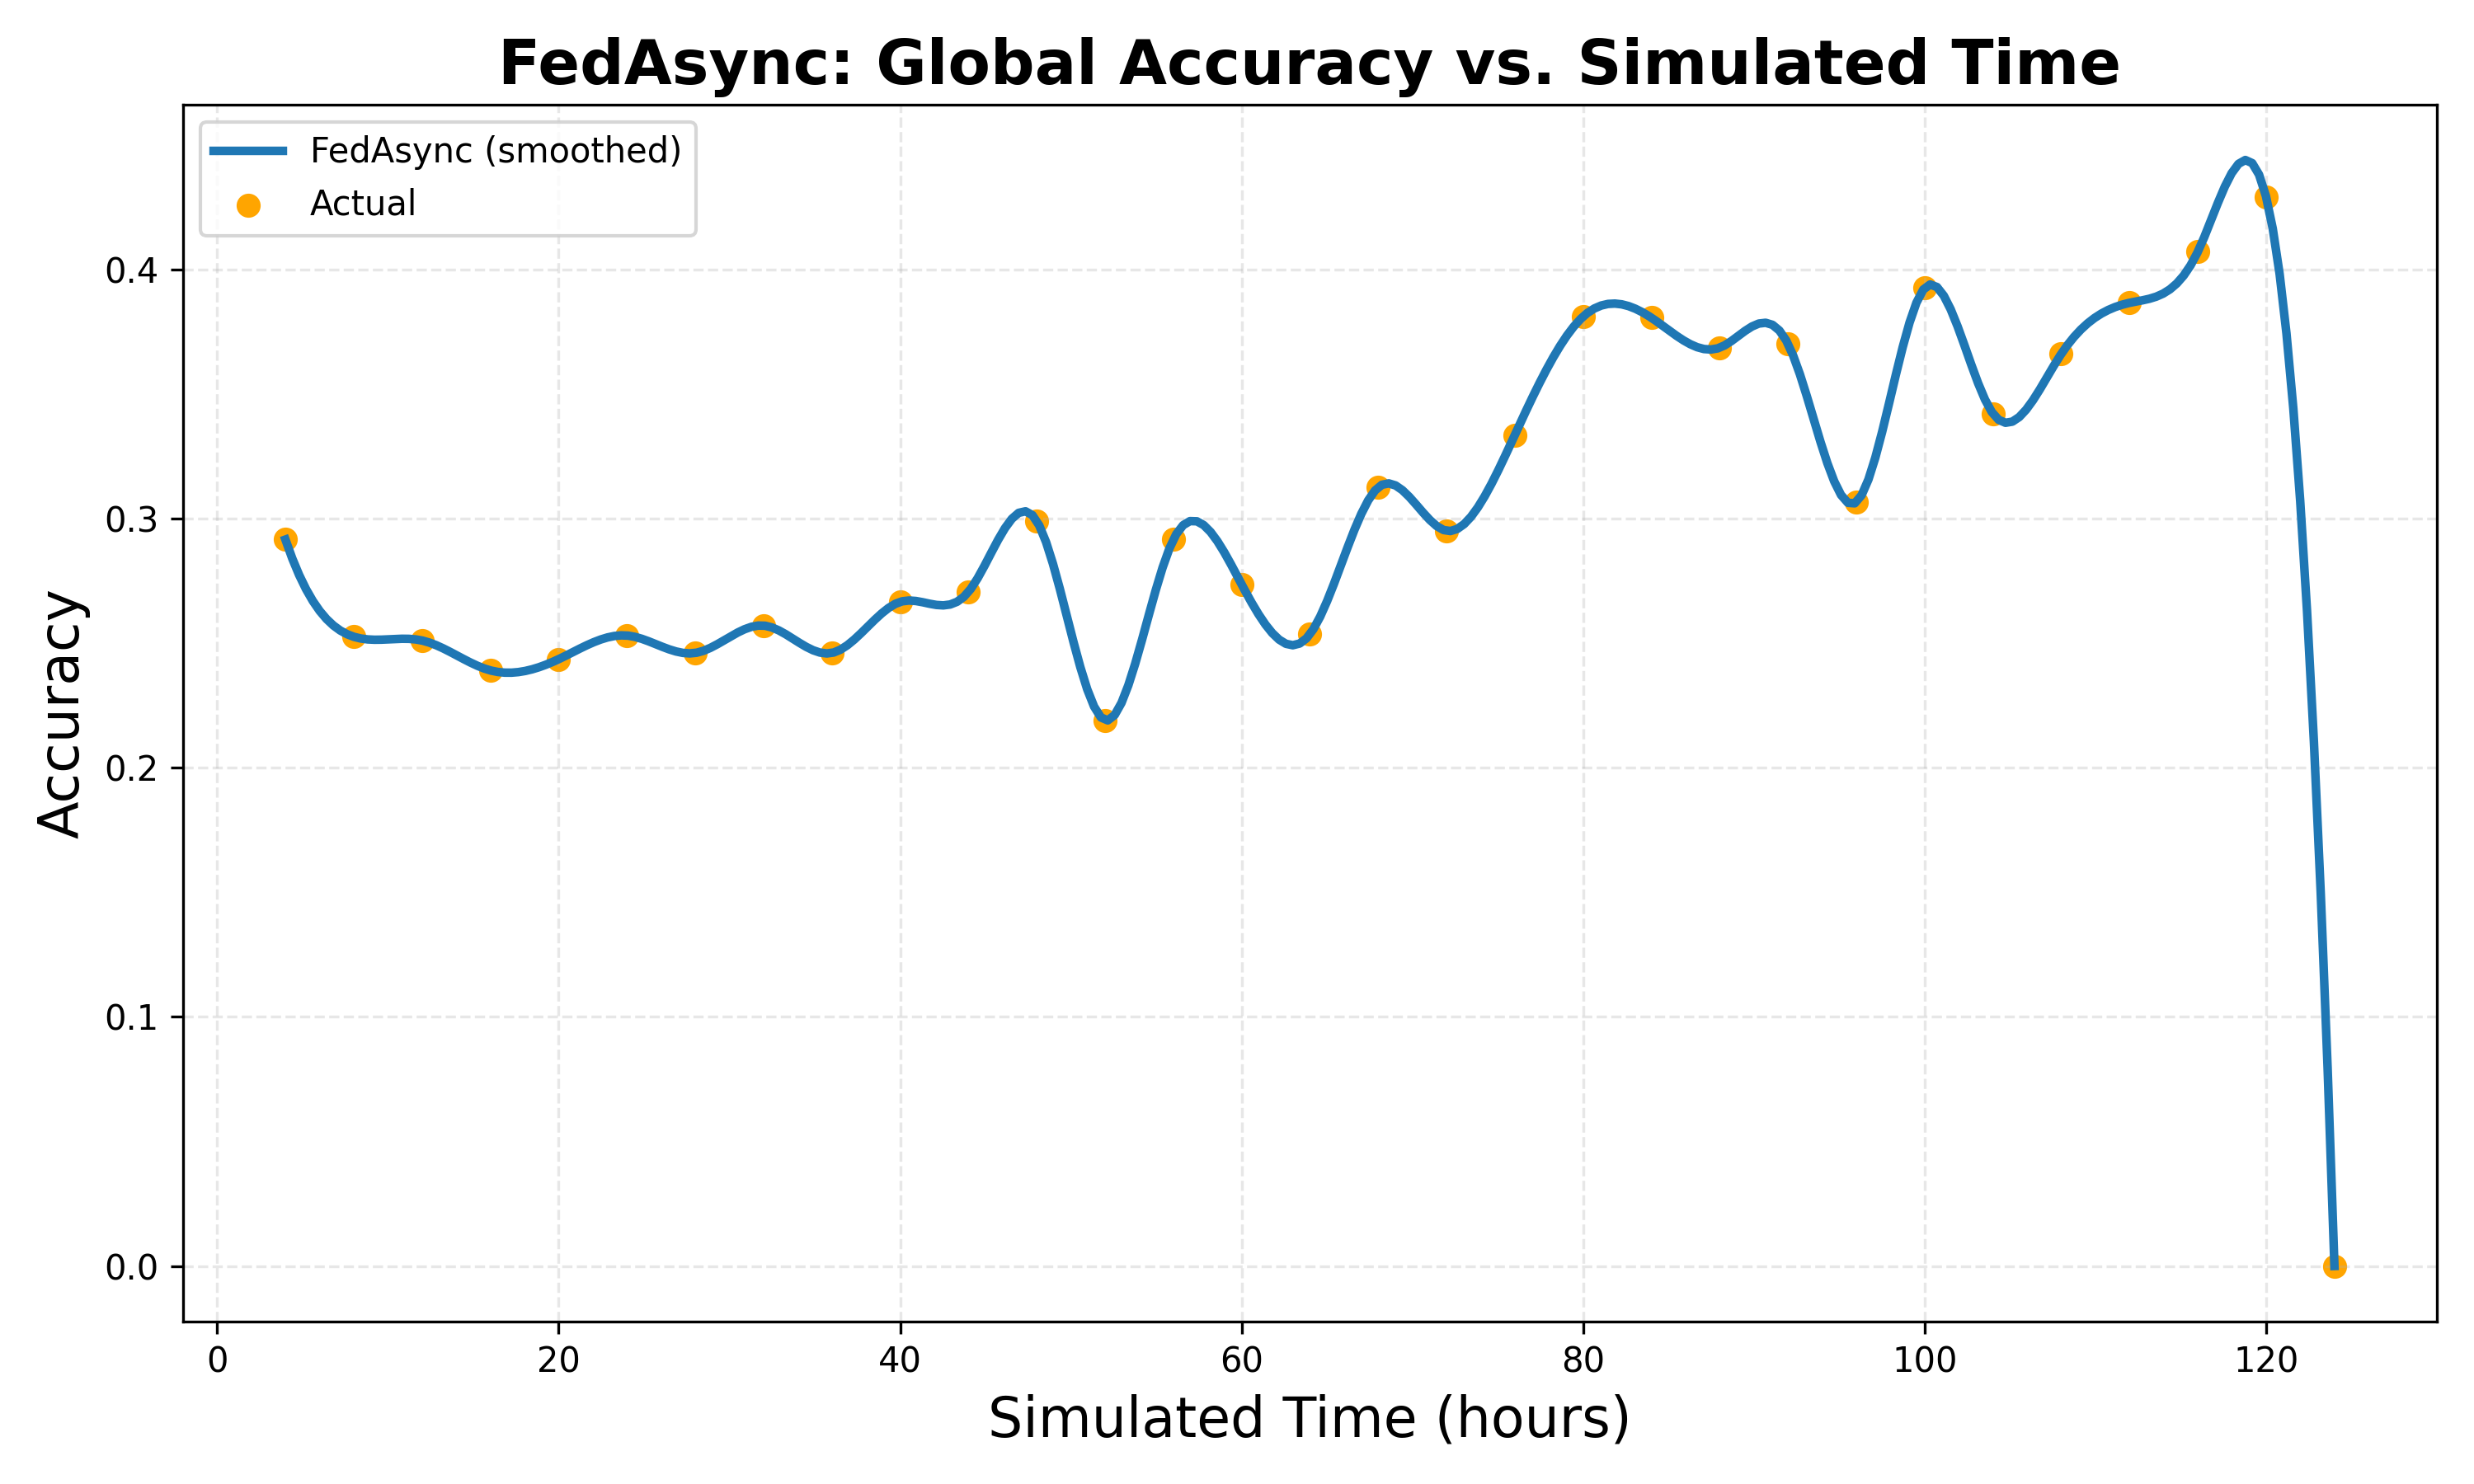 FedAsync: Global Accuracy vs. Simulated Time
FedAsync (smoothed)
Actual
Accuracy
0.4
0.3
0.2
0.1
0.0
0 20 40 60 80 100 120
Simulated Time (hours)